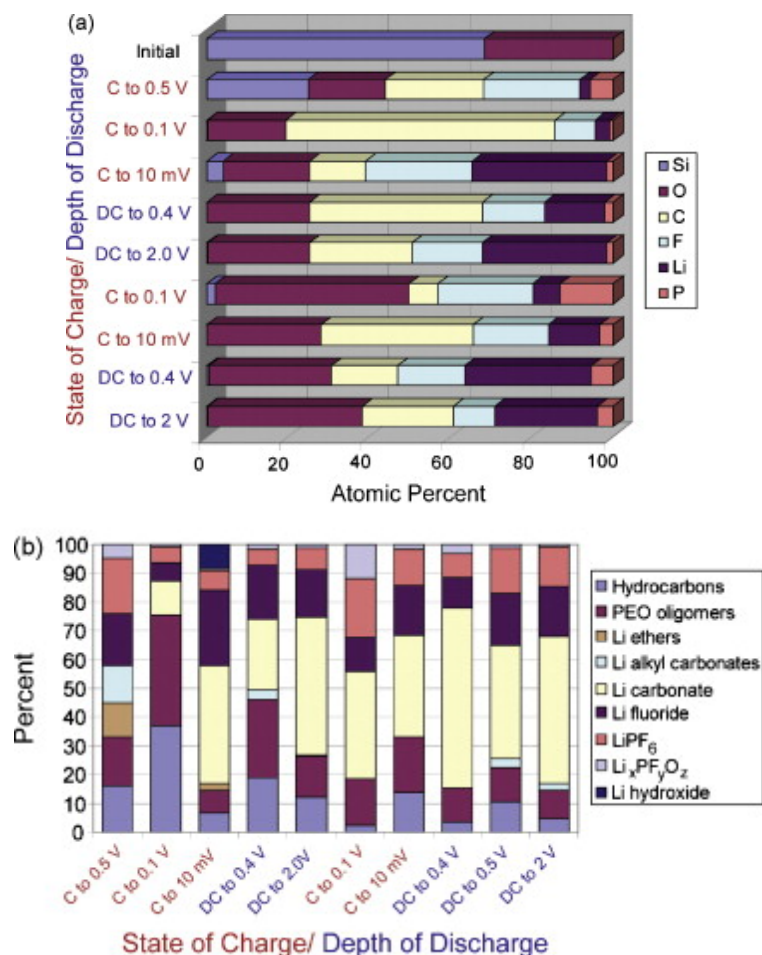 (a)
Initial
C to 0.5 V
C to 0.1 V
C to 10 mV
DC to 0.4 V
DC to 2.0 V
C to 0.1 V
C to 10 mV
DC to 0.4 V
DC to 2 V
State of Charge/ Depth of Discharge
0 20 40 60 80 100
Atomic Percent
Si
O
C
F
Li
P
(b)
100
90
80
70
60
50
40
30
20
10
0
Percent
C to 0.5 V
C to 0.1 V
C to 10 mV
DC to 0.4 V
DC to 2.0V
C to 0.1 V
C to 10 mV
DC to 0.4 V
DC to 0.5 V
DC to 2 V
State of Charge/ Depth of Discharge
Hydrocarbons
PEO oligomers
Li ethers
Li alkyl carbonates
Li carbonate
Li fluoride
LiPF₆
LiₓPFᵧO_z
Li hydroxide